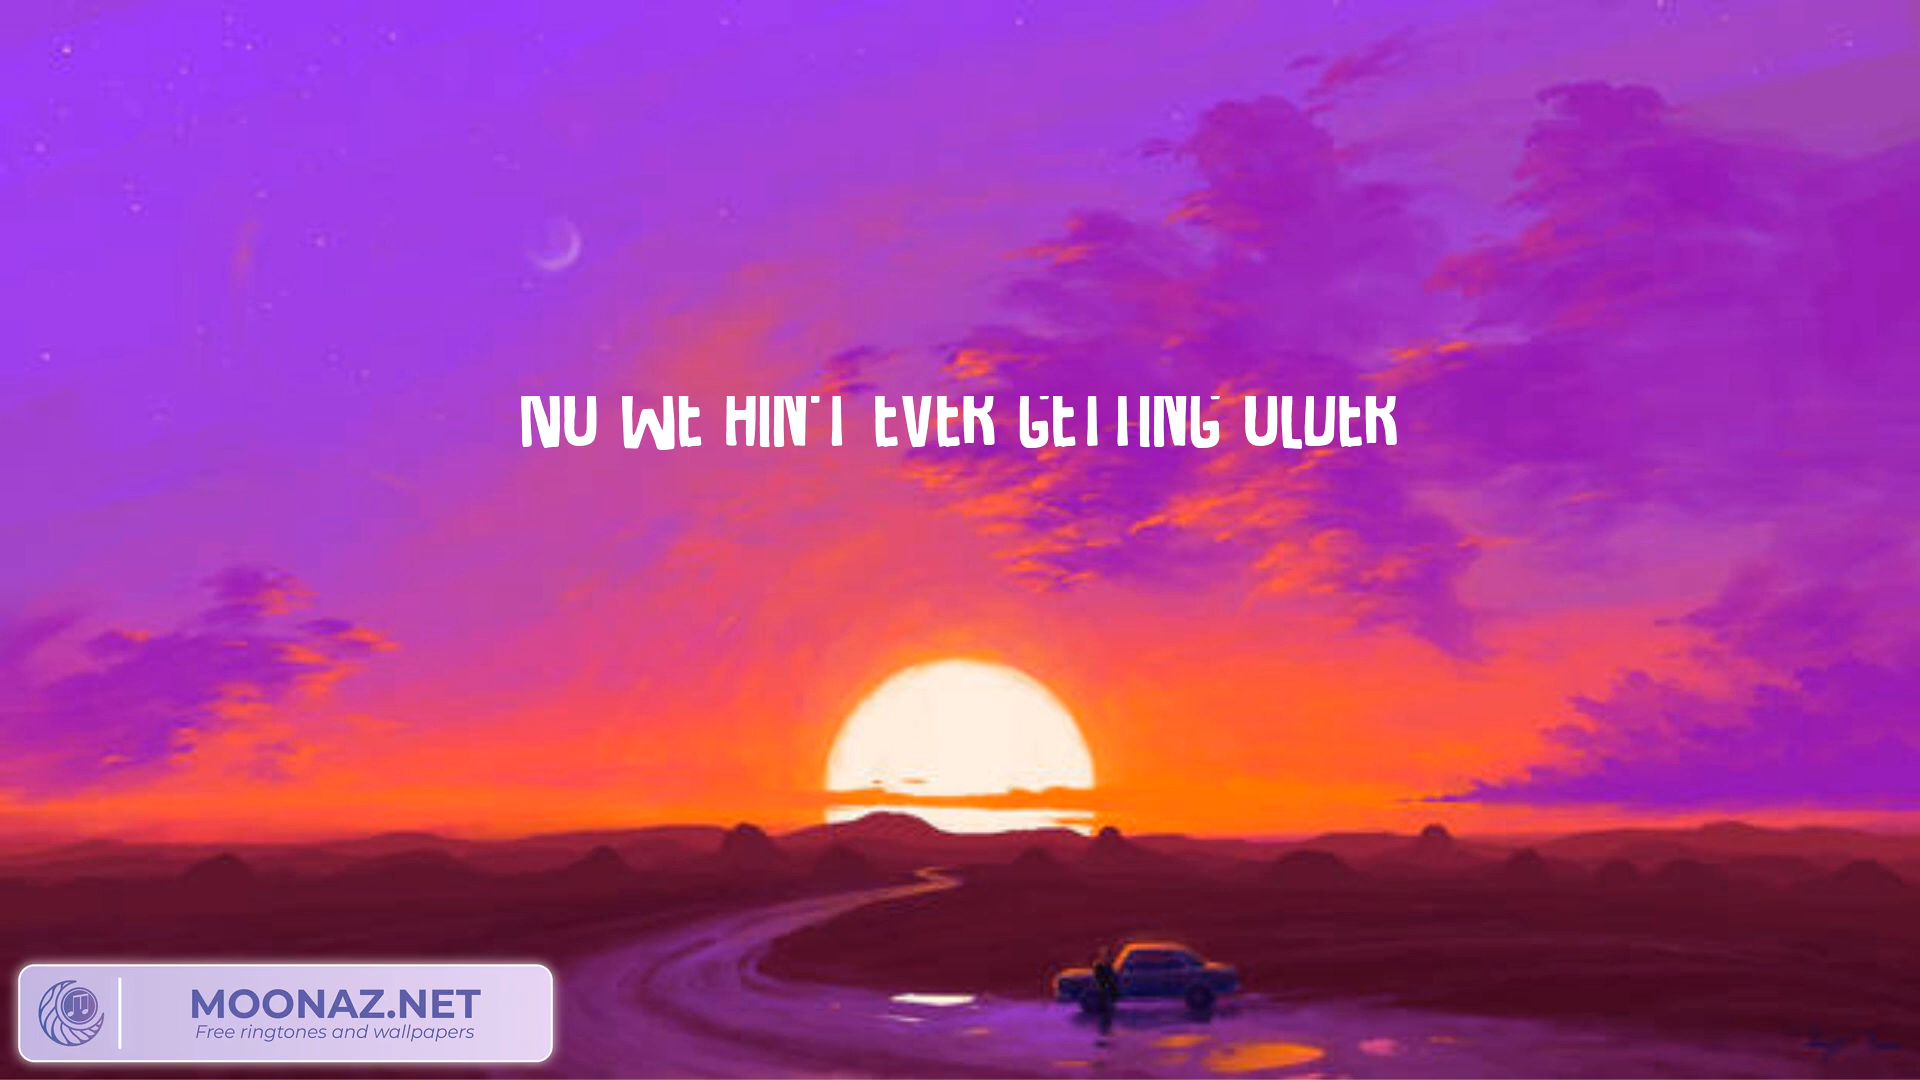 NO WE AIN'T EVER GETTING OLDER
MOONAZ.NET
Free ringtones and wallpapers